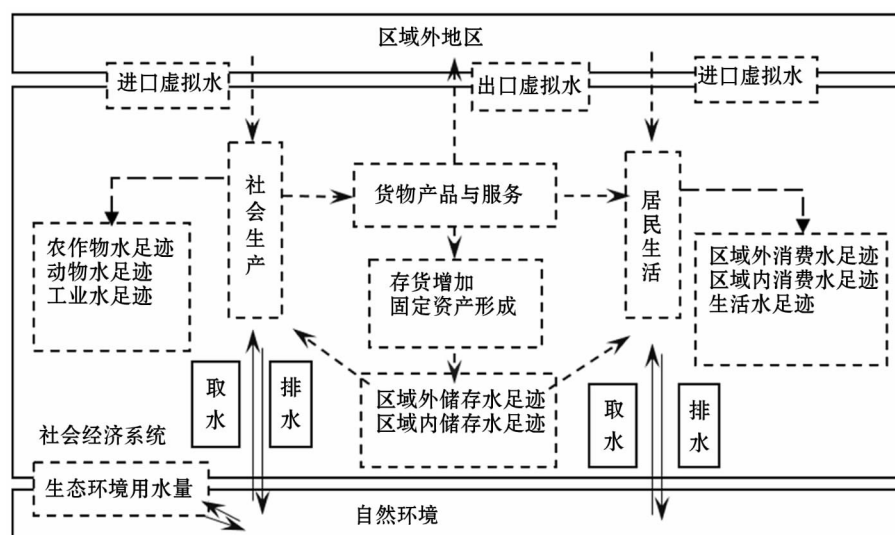 区域外地区
进口虚拟水
出口虚拟水
进口虚拟水
社会生产
货物产品与服务
居民生活
农作物水足迹
动物水足迹
工业水足迹
存货增加
固定资产形成
区域外消费水足迹
区域内消费水足迹
生活水足迹
取水
排水
区域外储存水足迹
区域内储存水足迹
取水
排水
社会经济系统
生态环境用水量
自然环境